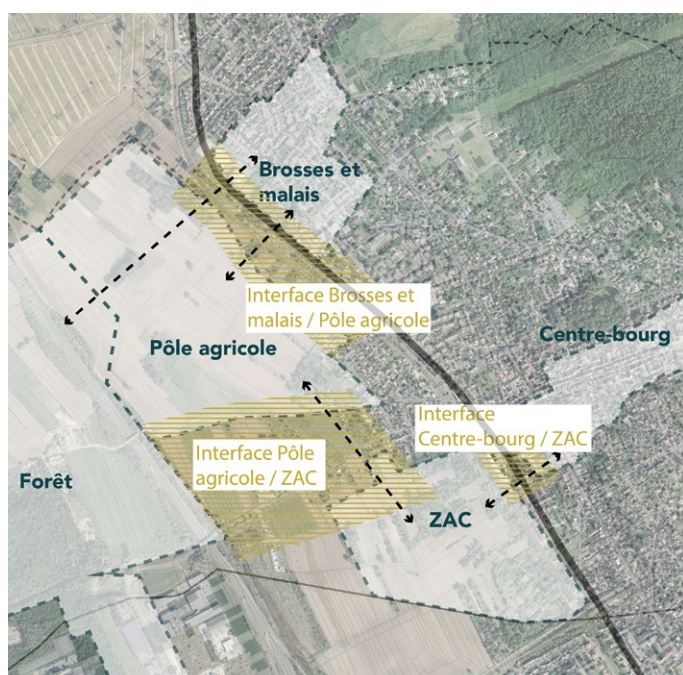 Brosses et
malais
Interface Brosses et
malais / Pôle agricole
Centre-bourg
Pôle agricole
Interface
Centre-bourg / ZAC
Interface Pôle
agricole / ZAC
Forêt
ZAC